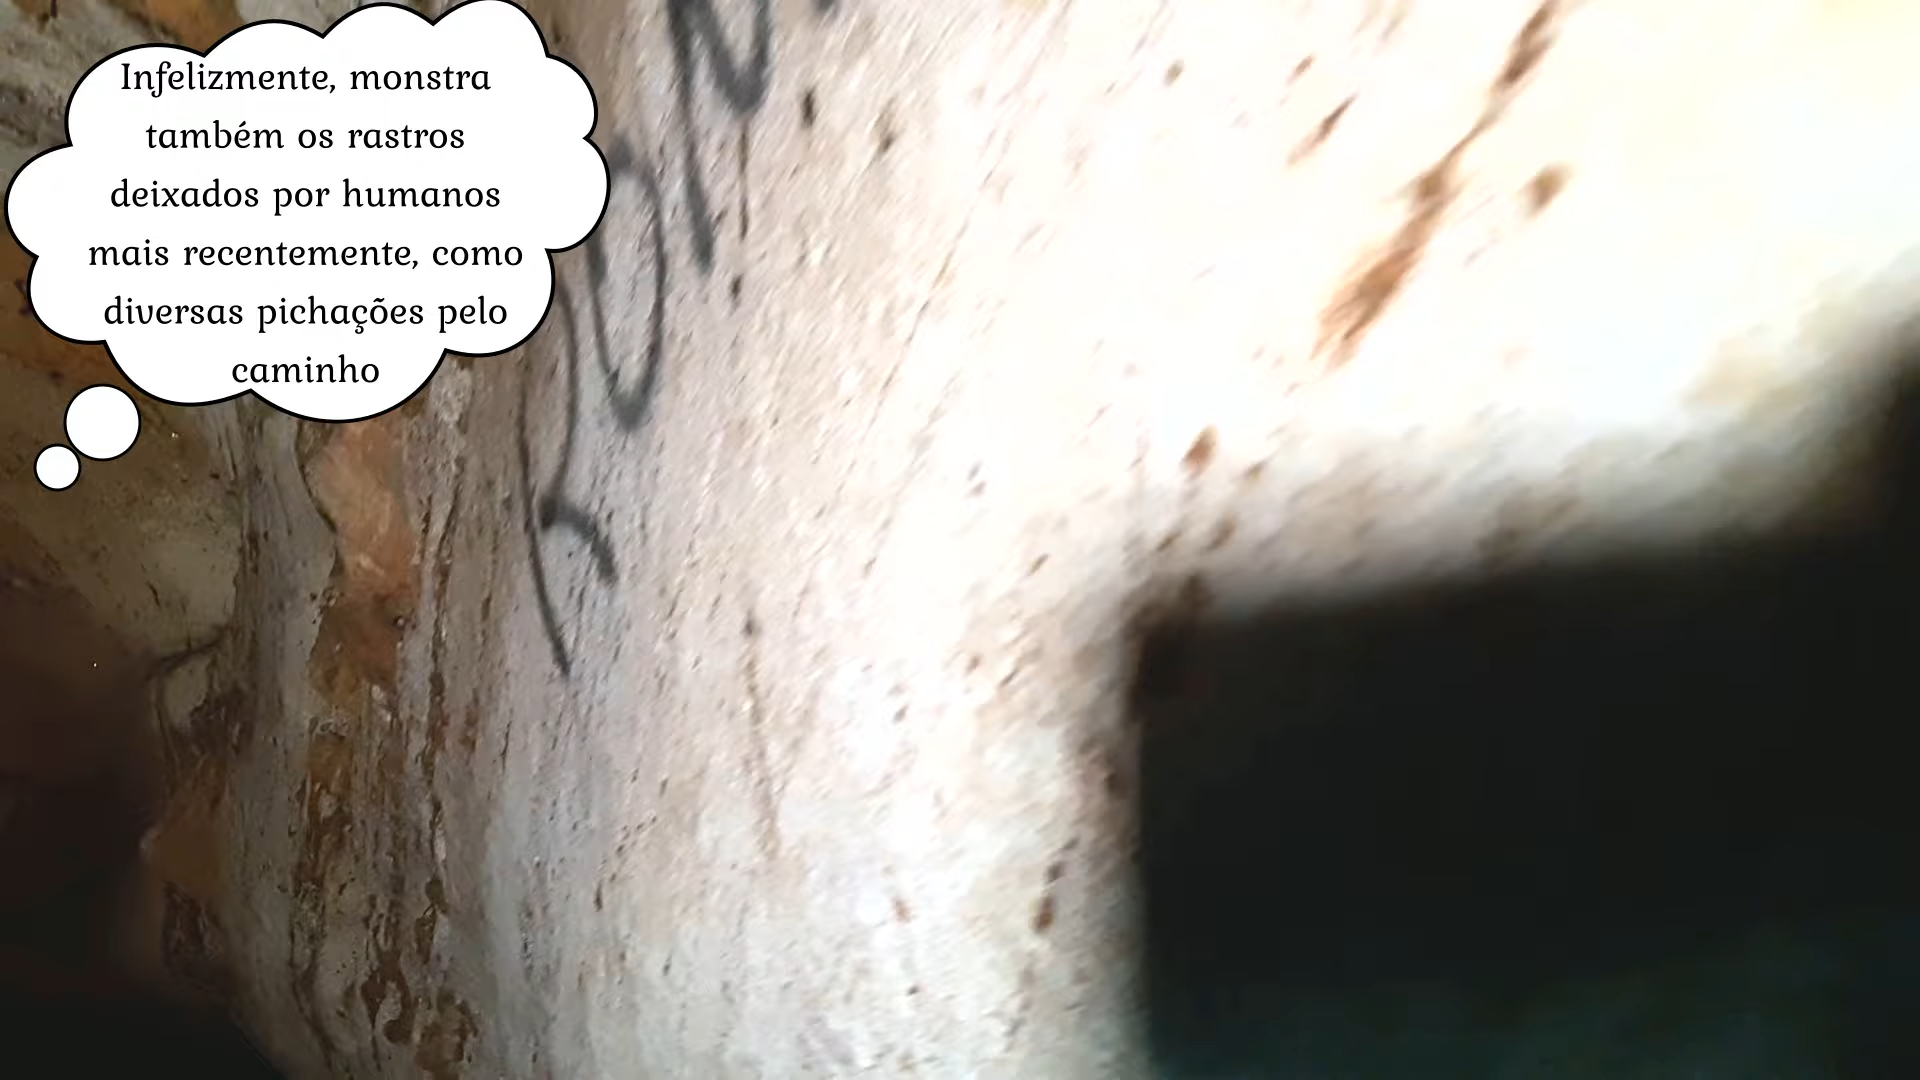 Infelizmente, monstra
também os rastros
deixados por humanos
mais recentemente, como
diversas pichações pelo
caminho